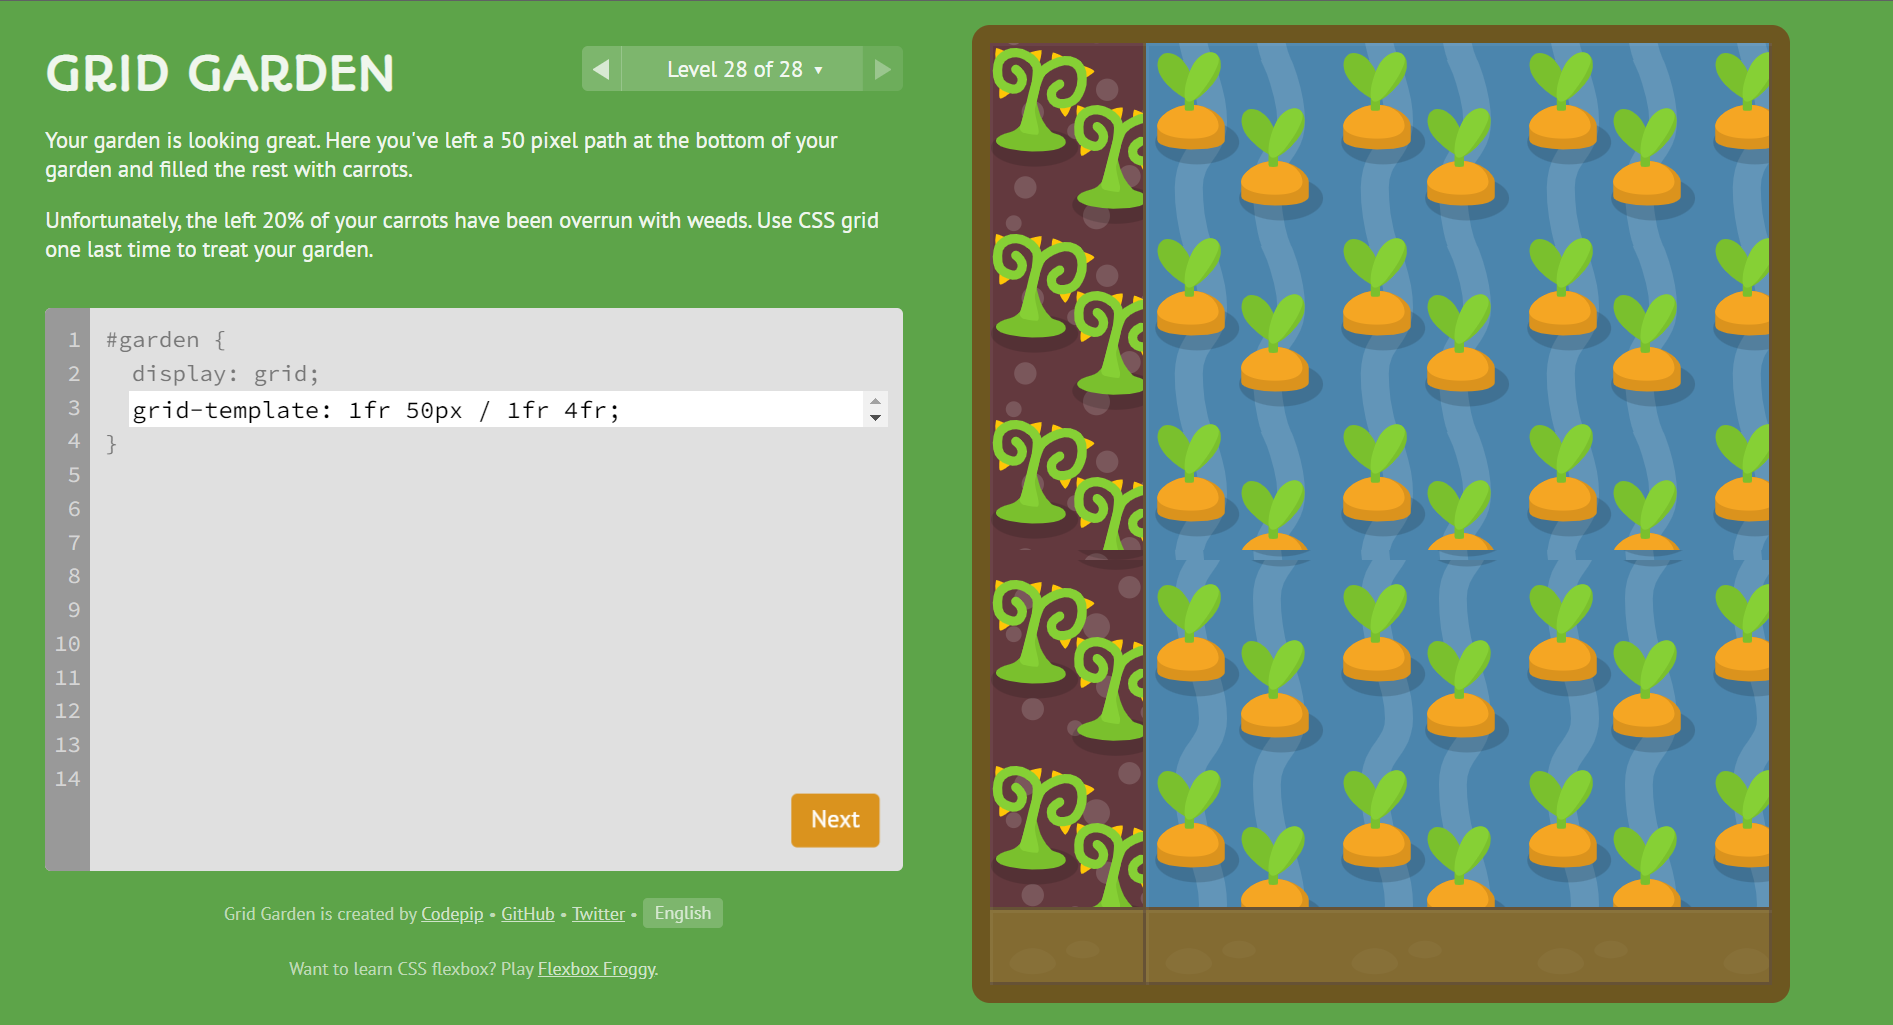 GRID GARDEN
Level 28 of 28 ▼
Your garden is looking great. Here you've left a 50 pixel path at the bottom of your
garden and filled the rest with carrots.
Unfortunately, the left 20% of your carrots have been overrun with weeds. Use CSS grid
one last time to treat your garden.
1 #garden {
2 display: grid;
3 grid-template: 1fr 50px / 1fr 4fr;
4 }
5
6
7
8
9
10
11
12
13
14
Next
Grid Garden is created by Codepip • GitHub • Twitter • English
Want to learn CSS flexbox? Play Flexbox Froggy.